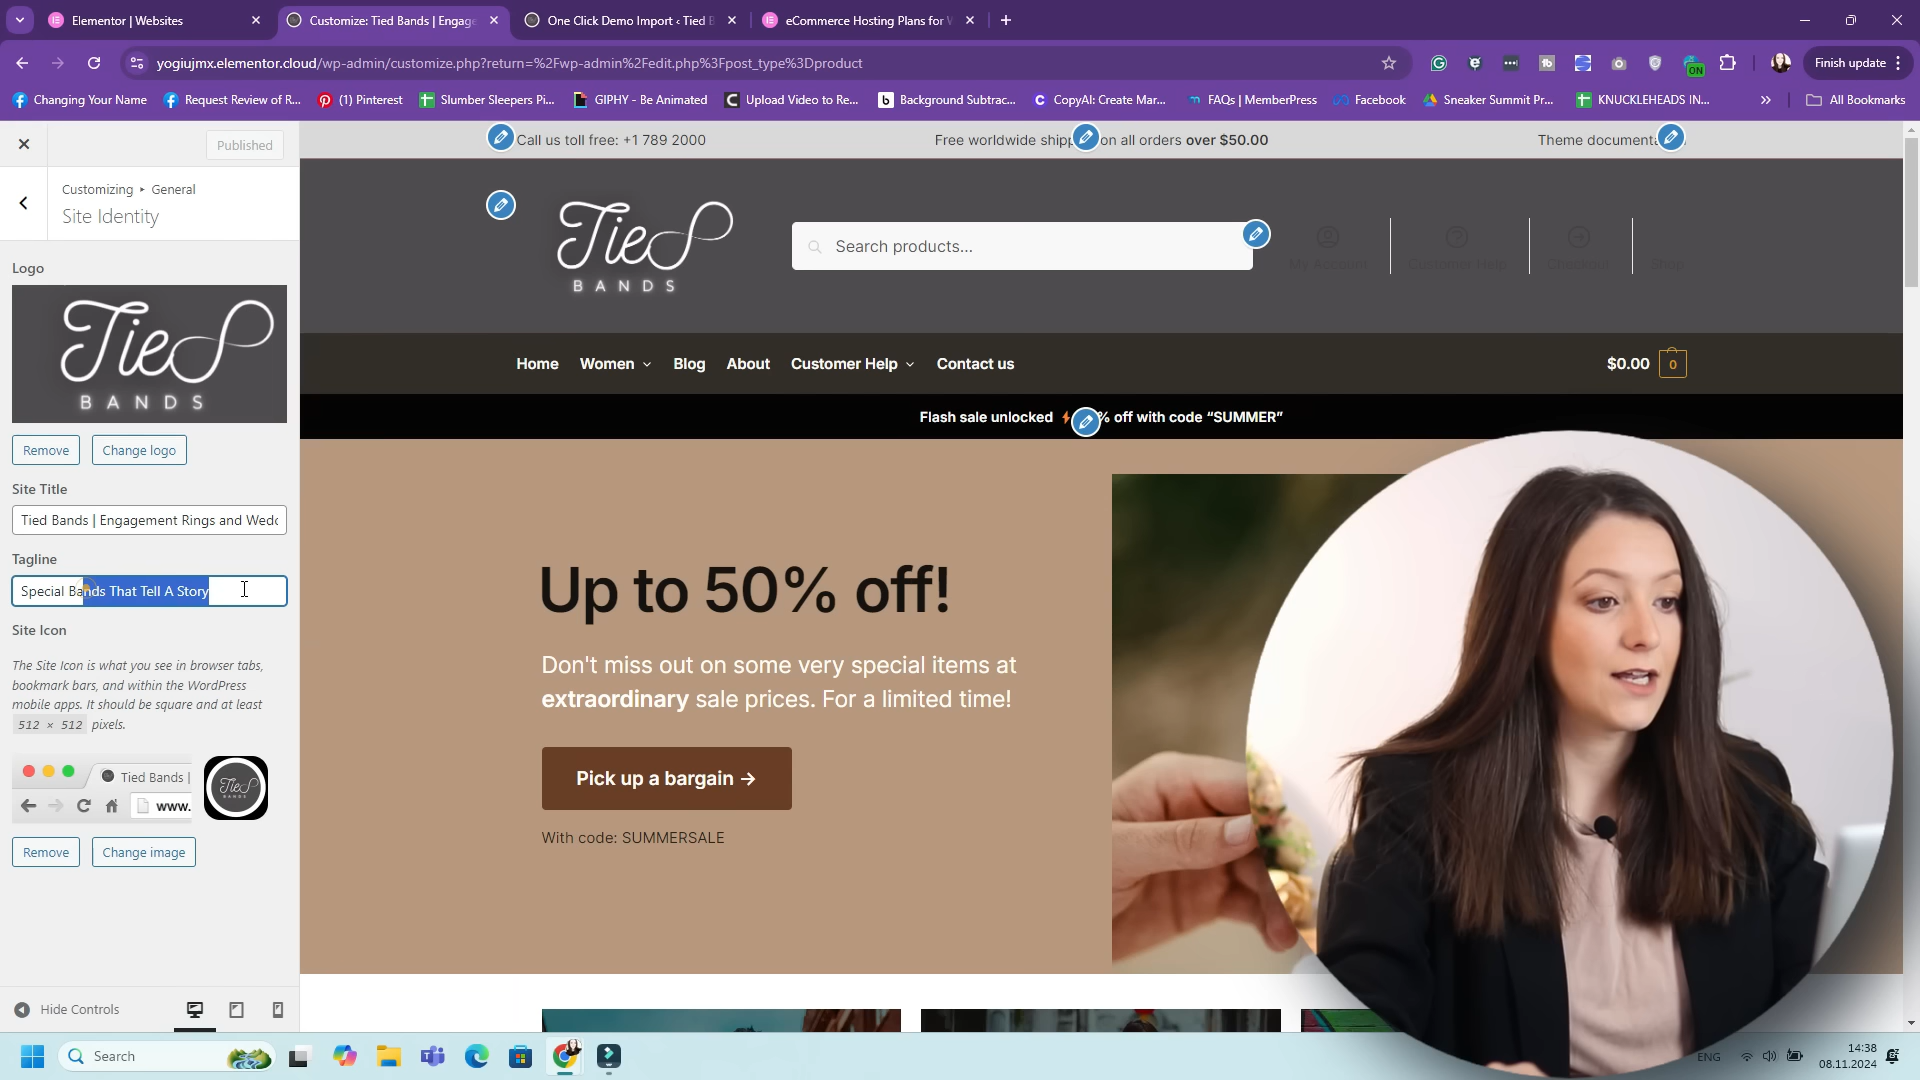 Elementor | Websites
Customize: Tied Bands | Engage
One Click Demo Import ‹ Tied B
eCommerce Hosting Plans for W
yogiujmx.elementor.cloud/wp-admin/customize.php?return=%2Fwp-admin%2Fedit.php%3Fpost_type%3Dproduct
ON
Finish update
Changing Your Name
Request Review of R...
(1) Pinterest
Slumber Sleepers Pi...
GIPHY - Be Animated
Upload Video to Re...
Background Subtrac...
CopyAI: Create Mar...
FAQs | MemberPress
Facebook
Sneaker Summit Pr...
KNUCKLEHEADS IN...
All Bookmarks
Published
Customizing ▸ General
Site Identity
Logo
Tied
BANDS
Remove
Change logo
Site Title
Tied Bands | Engagement Rings and Wedd
Tagline
Special Bands That Tell A Story
Site Icon
The Site Icon is what you see in browser tabs,
bookmark bars, and within the WordPress
mobile apps. It should be square and at least
512 × 512 pixels.
Tied Bands |
www.
Remove
Change image
Hide Controls
Call us toll free: +1 789 2000
Free worldwide shipp on all orders over $50.00
Theme documenta
Tied
BANDS
Search products...
My Account
Customer Help
Checkout
Shop
Home
Women
Blog
About
Customer Help
Contact us
$0.00
0
Flash sale unlocked % off with code “SUMMER”
Up to 50% off!
Don't miss out on some very special items at
extraordinary sale prices. For a limited time!
Pick up a bargain →
With code: SUMMERSALE
Search
ENG
14:38
08.11.2024